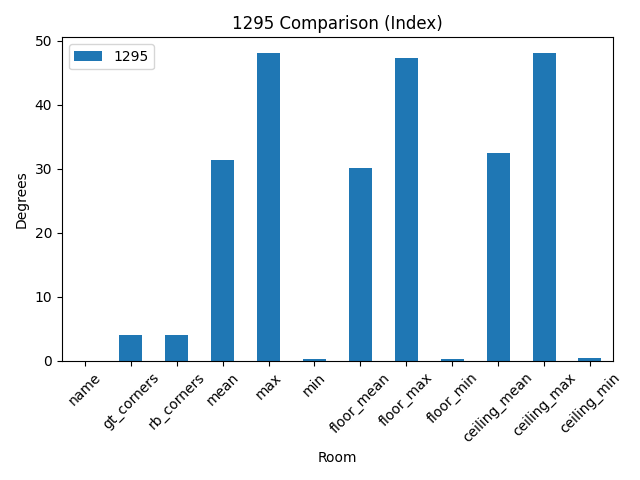 1295 Comparison (Index)
1295
50
40
30
20
10
0
Degrees
name
gt_corners
rb_corners
mean
max
min
floor_mean
floor_max
floor_min
ceiling_mean
ceiling_max
ceiling_min
Room